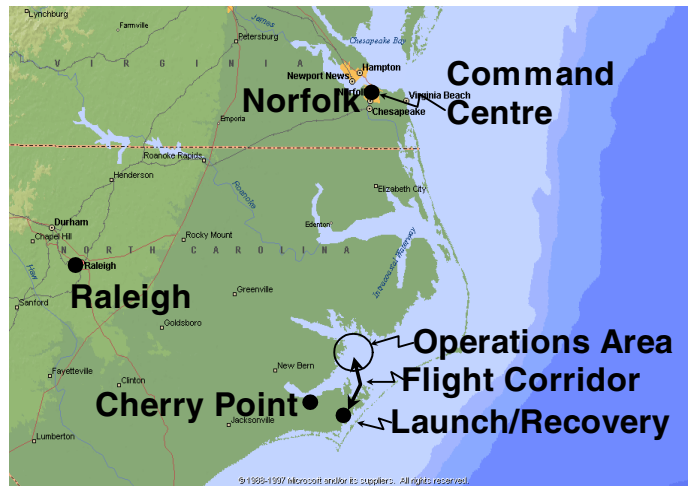 Lynchburg
Farmville
Petersburg
James
Chesapeake Bay
VIRGINIA
Hampton
Newport News
Command
Centre
Norfolk
Norfolk
Virginia Beach
Chesapeake
Emporia
Roanoke Rapids
Henderson
Roanoke
Elizabeth City
Durham
Chapel Hill
Edenton
Rocky Mount
NORTH CAROLINA
Intracoastal Waterway
Haw
Raleigh
Raleigh
Greenville
Sanford
Goldsboro
Operations Area
New Bern
Flight Corridor
Fayetteville
Clinton
Cherry Point
Launch/Recovery
Jacksonville
Lumberton
©1988-1997 Microsoft and/or its suppliers. All rights reserved.